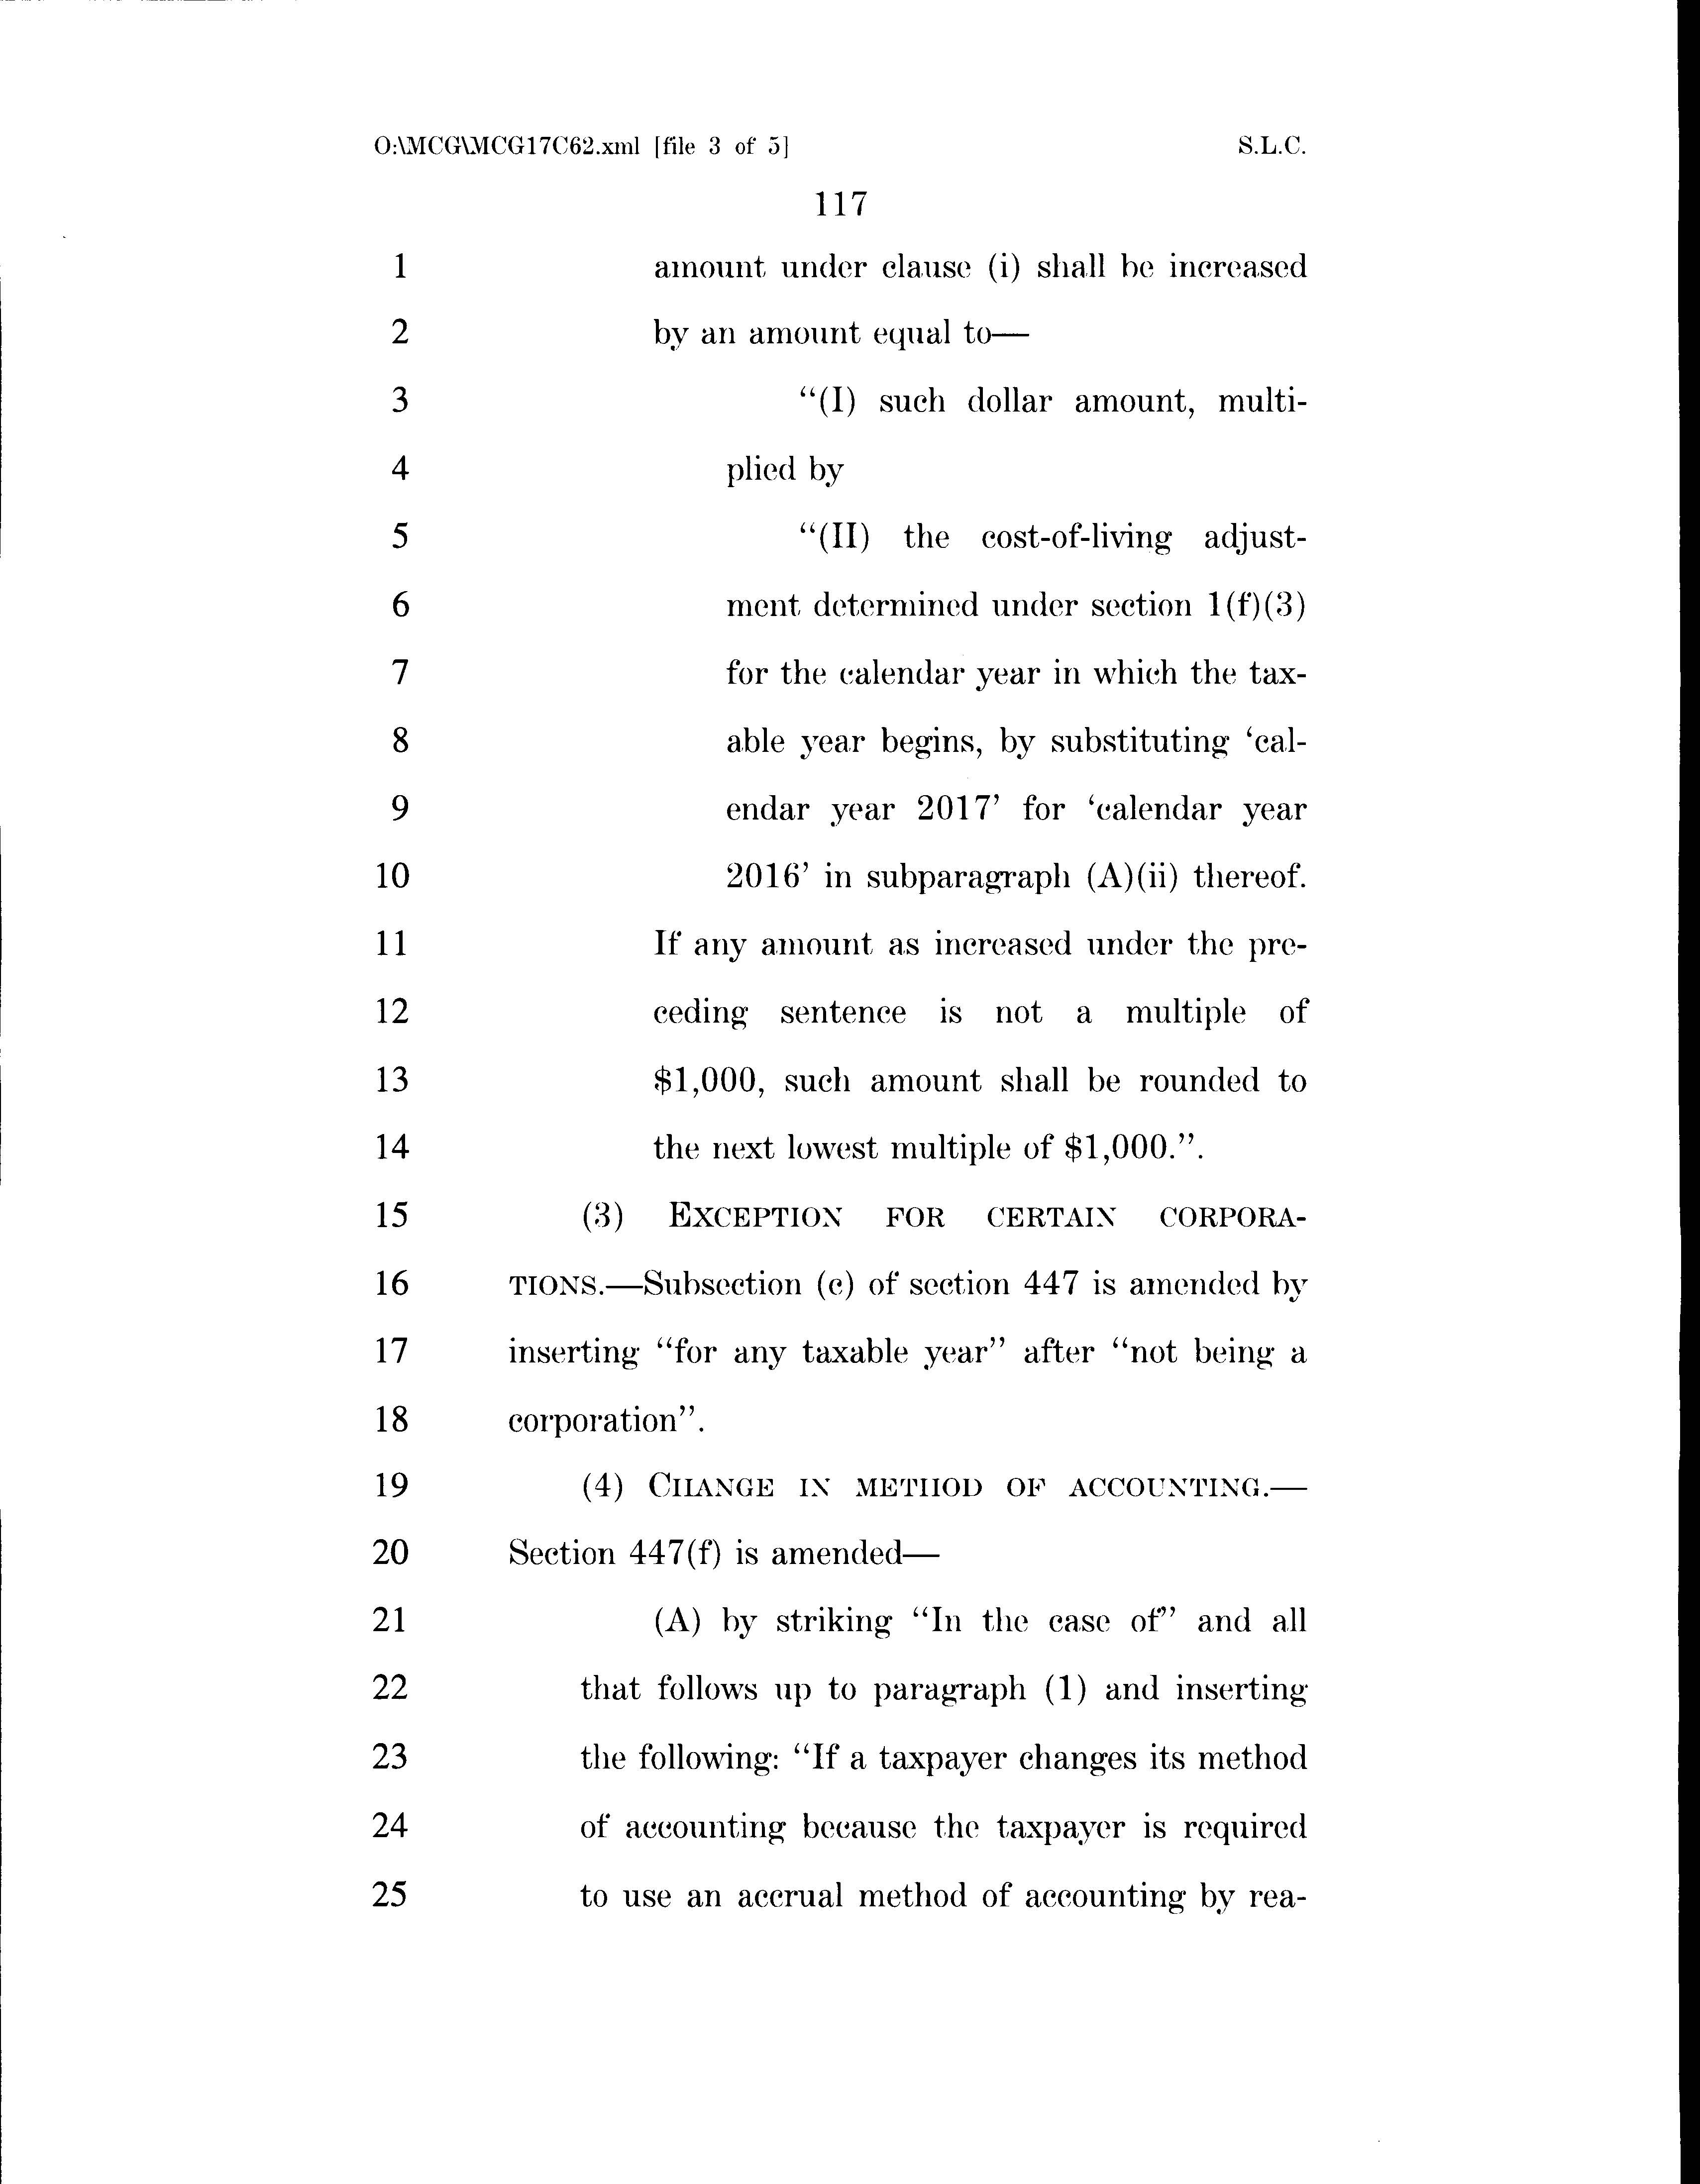 O:\MCG\MCG17C62.xml [file 3 of 5] S.L.C.
117
1 amount under clause (i) shall be increased
2 by an amount equal to—
3 “(I) such dollar amount, multi-
4 plied by
5 “(II) the cost-of-living adjust-
6 ment determined under section 1(f)(3)
7 for the calendar year in which the tax-
8 able year begins, by substituting ‘cal-
9 endar year 2017’ for ‘calendar year
10 2016’ in subparagraph (A)(ii) thereof.
11 If any amount as increased under the pre-
12 ceding sentence is not a multiple of
13 $1,000, such amount shall be rounded to
14 the next lowest multiple of $1,000.”.
15 (3) EXCEPTION FOR CERTAIN CORPORA-
16 TIONS.—Subsection (c) of section 447 is amended by
17 inserting “for any taxable year” after “not being a
18 corporation”.
19 (4) CHANGE IN METHOD OF ACCOUNTING.—
20 Section 447(f) is amended—
21 (A) by striking “In the case of” and all
22 that follows up to paragraph (1) and inserting
23 the following: “If a taxpayer changes its method
24 of accounting because the taxpayer is required
25 to use an accrual method of accounting by rea-